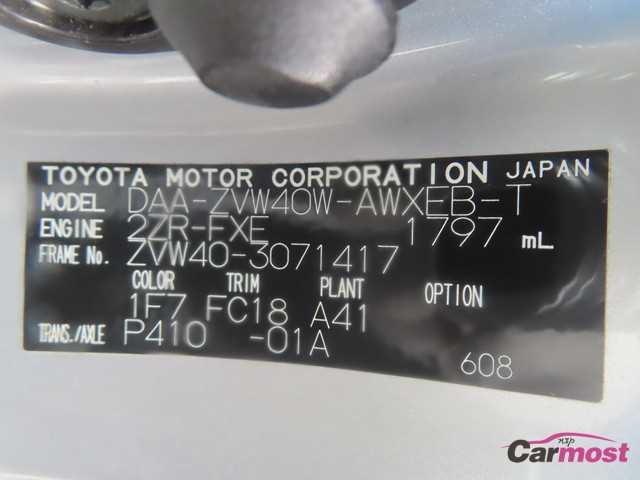 TOYOTA MOTOR CORPORATION JAPAN
MODEL DAA-ZVW40W-AWXEB-T
ENGINE 2ZR-FXE 1797 mL
FRAME No. ZVW40-3071417
COLOR TRIM PLANT OPTION
1F7 FC18 A41
TRANS./AXLE P410 -01A
608
nxp
Carmost